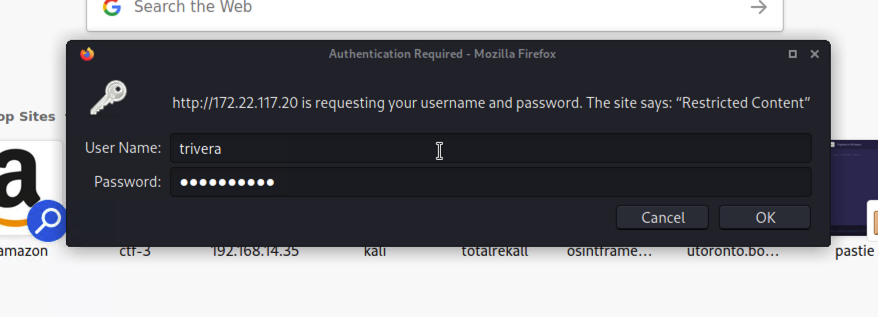 Search the Web
Authentication Required - Mozilla Firefox
http://172.22.117.20 is requesting your username and password. The site says: “Restricted Content”
op Sites
User Name: trivera
Password: ●●●●●●●●●●
Cancel OK
amazon ctf-3 192.168.14.35 kali totalrekall osintframe… utoronto.bo… pastie